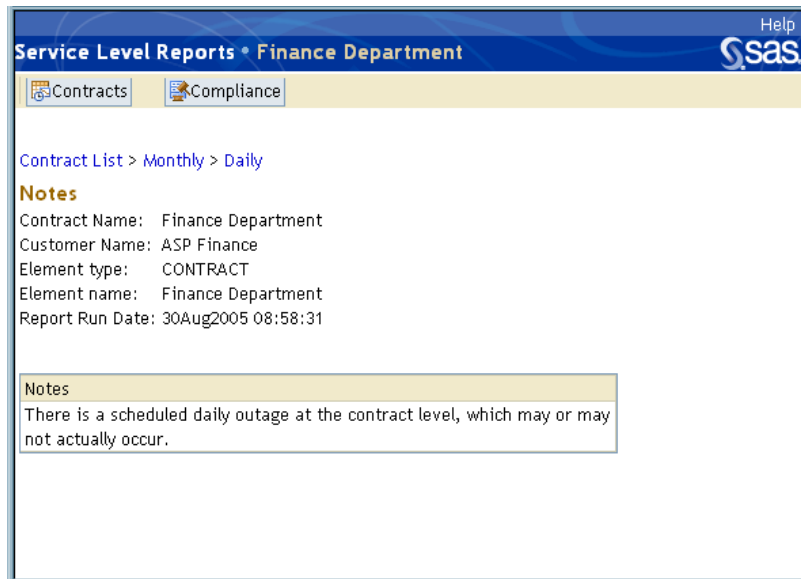 Help
Service Level Reports • Finance Department
sas.
Contracts
Compliance
Contract List > Monthly > Daily
Notes
Contract Name: Finance Department
Customer Name: ASP Finance
Element type: CONTRACT
Element name: Finance Department
Report Run Date: 30Aug2005 08:58:31
Notes
There is a scheduled daily outage at the contract level, which may or may
not actually occur.